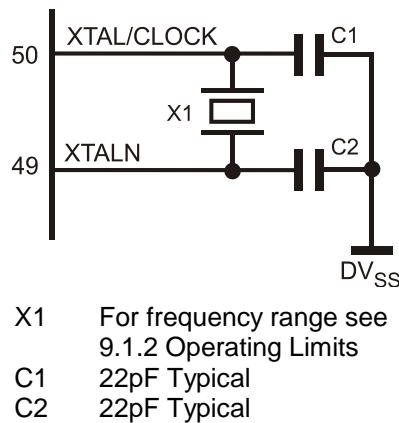 50 XTAL/CLOCK C1
X1
49 XTALN C2
DVSS
X1 For frequency range see
9.1.2 Operating Limits
C1 22pF Typical
C2 22pF Typical